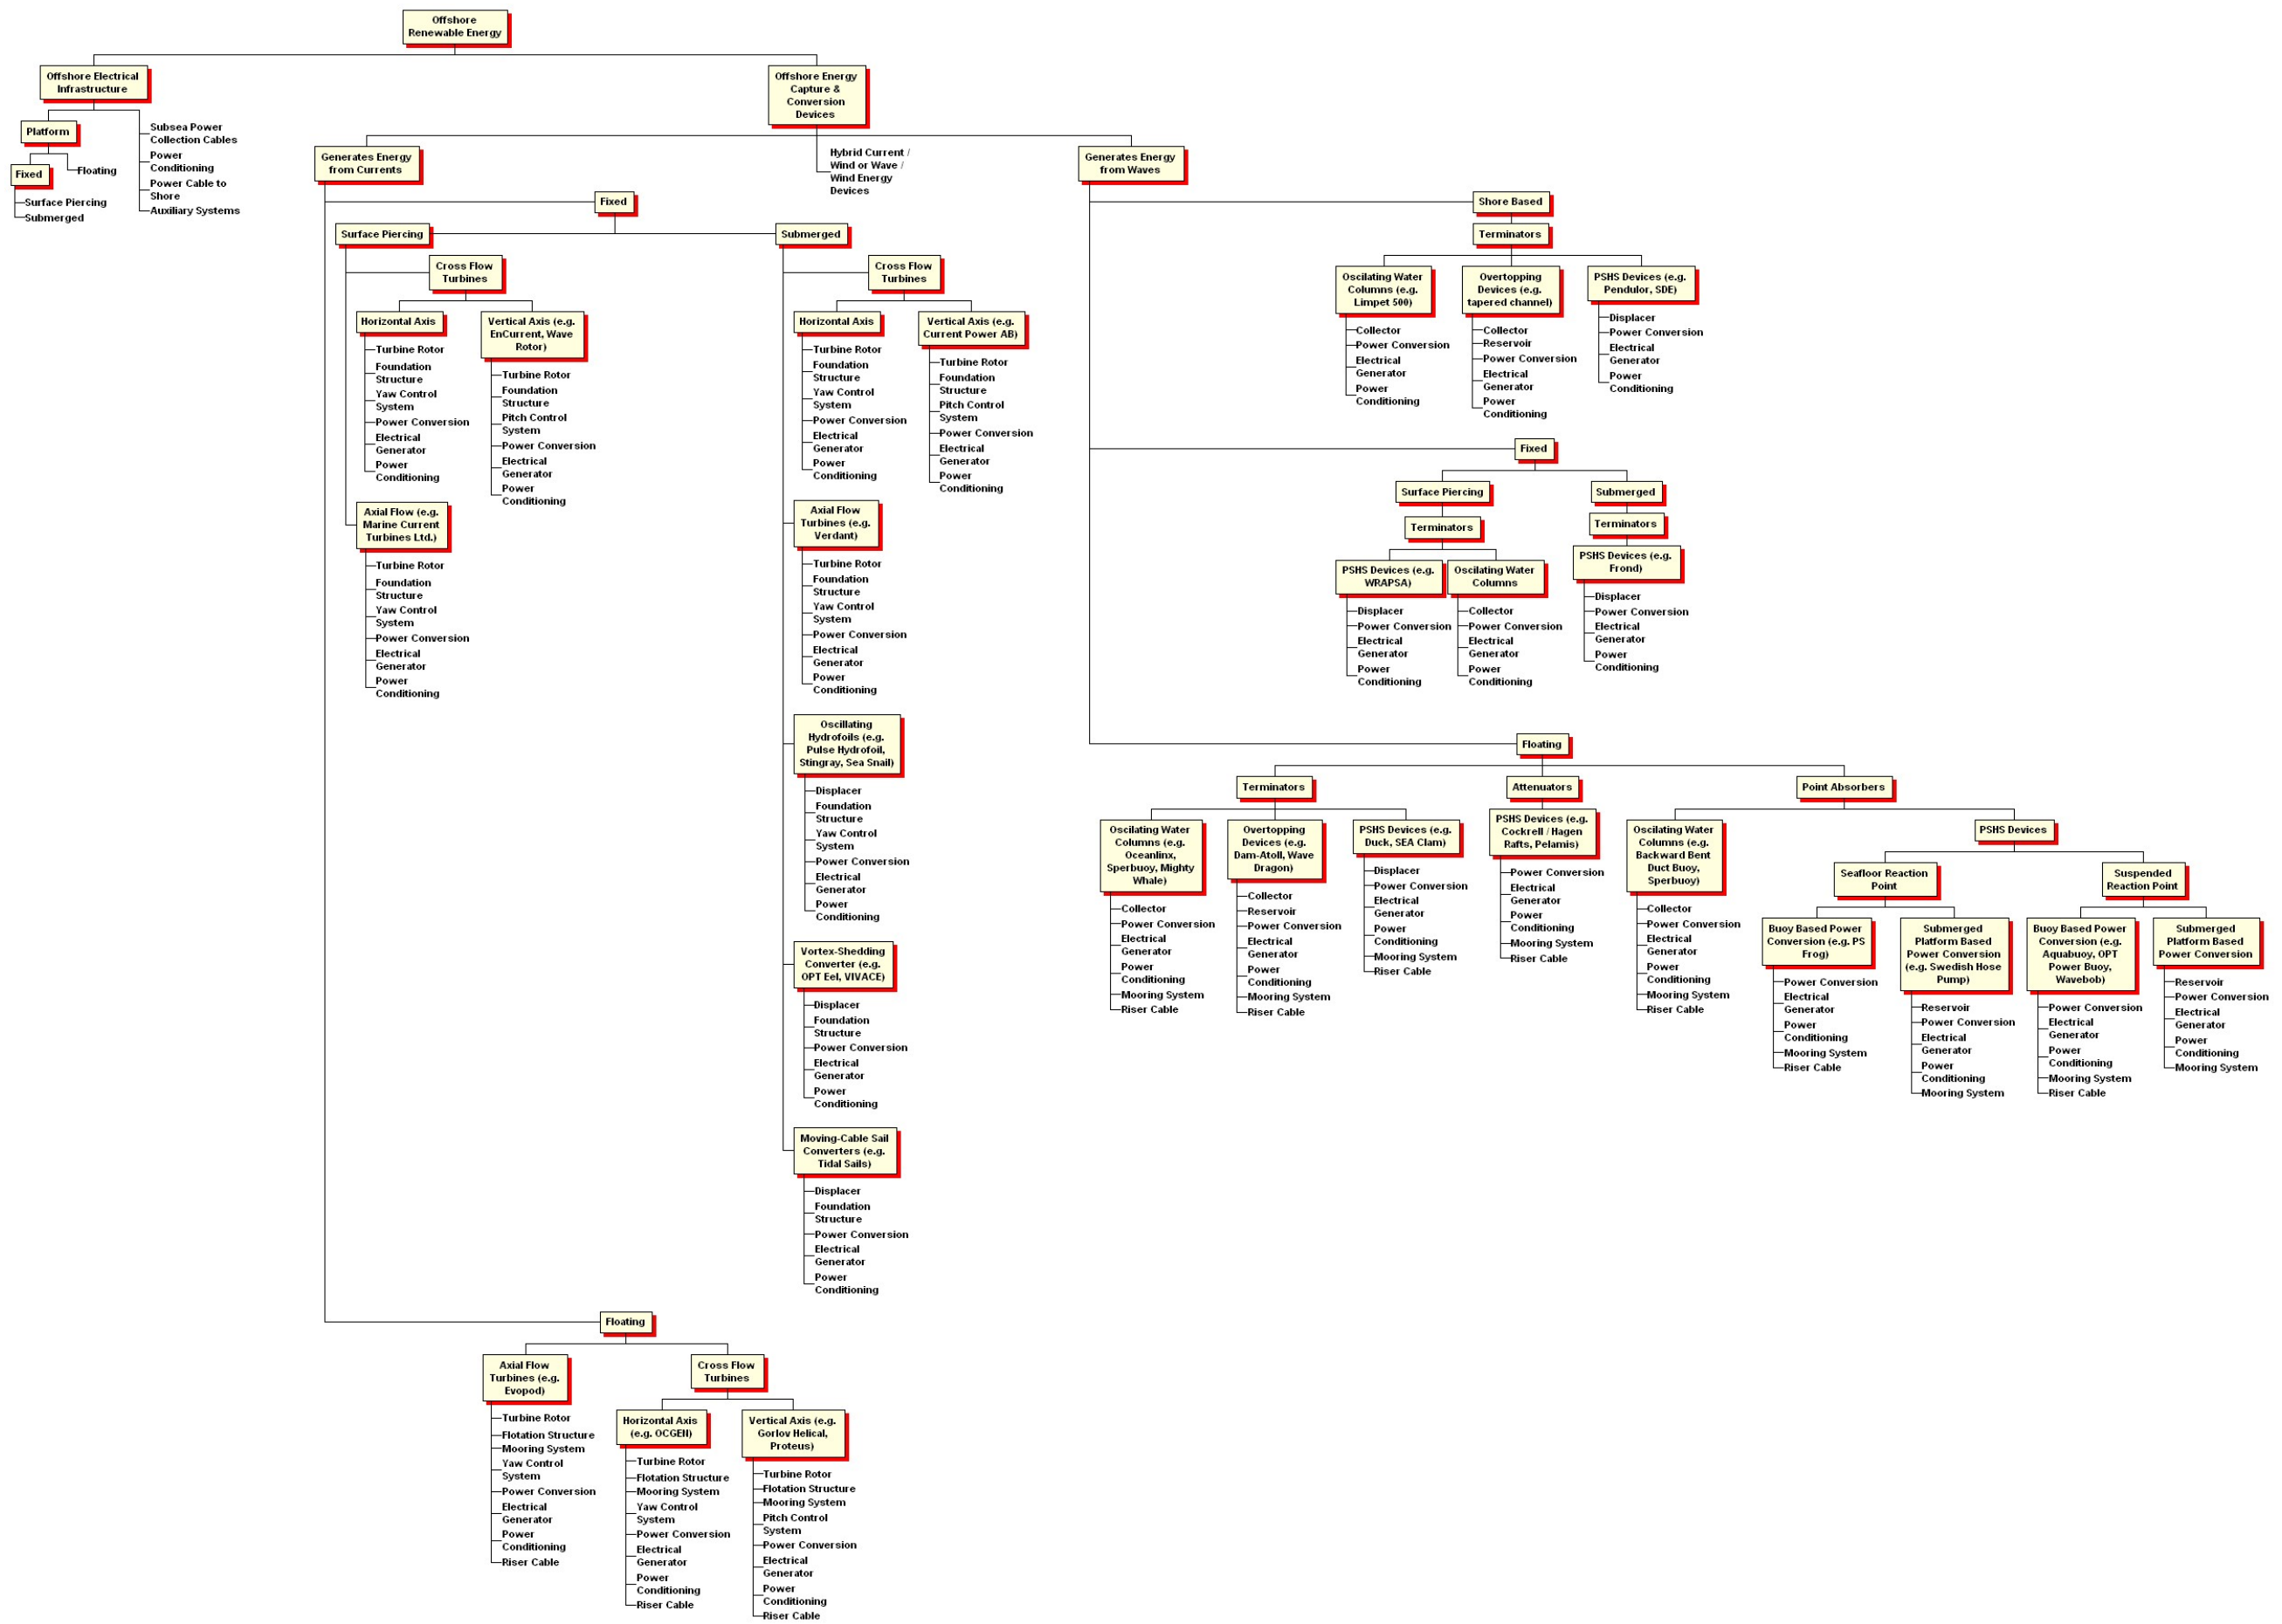 Offshore
Renewable Energy
Offshore Electrical
Infrastructure
Platform
Fixed
Surface Piercing
Submerged
Floating
Subsea Power
Collection Cables
Power
Conditioning
Power Cable to
Shore
Auxiliary Systems
Offshore Energy
Capture &
Conversion
Devices
Generates Energy
from Currents
Hybrid Current /
Wind or Wave /
Wind Energy
Devices
Generates Energy
from Waves
Fixed
Surface Piercing
Cross Flow
Turbines
Horizontal Axis
Turbine Rotor
Foundation
Structure
Yaw Control
System
Power Conversion
Electrical
Generator
Power
Conditioning
Vertical Axis (e.g.
EnCurrent, Wave
Rotor)
Turbine Rotor
Foundation
Structure
Pitch Control
System
Power Conversion
Electrical
Generator
Power
Conditioning
Axial Flow (e.g.
Marine Current
Turbines Ltd.)
Turbine Rotor
Foundation
Structure
Yaw Control
System
Power Conversion
Electrical
Generator
Power
Conditioning
Submerged
Cross Flow
Turbines
Horizontal Axis
Turbine Rotor
Foundation
Structure
Yaw Control
System
Power Conversion
Electrical
Generator
Power
Conditioning
Vertical Axis (e.g.
Current Power AB)
Turbine Rotor
Foundation
Structure
Pitch Control
System
Power Conversion
Electrical
Generator
Power
Conditioning
Axial Flow
Turbines (e.g.
Verdant)
Turbine Rotor
Foundation
Structure
Yaw Control
System
Power Conversion
Electrical
Generator
Power
Conditioning
Oscillating
Hydrofoils (e.g.
Pulse Hydrofoil,
Stingray, Sea Snail)
Displacer
Foundation
Structure
Yaw Control
System
Power Conversion
Electrical
Generator
Power
Conditioning
Vortex-Shedding
Converter (e.g.
OPT Eel, VIVACE)
Displacer
Foundation
Structure
Power Conversion
Electrical
Generator
Power
Conditioning
Moving-Cable Sail
Converters (e.g.
Tidal Sails)
Displacer
Foundation
Structure
Power Conversion
Electrical
Generator
Power
Conditioning
Floating
Axial Flow
Turbines (e.g.
Evopod)
Turbine Rotor
Flotation Structure
Mooring System
Yaw Control
System
Power Conversion
Electrical
Generator
Power
Conditioning
Riser Cable
Cross Flow
Turbines
Horizontal Axis
(e.g. OCGEN)
Turbine Rotor
Flotation Structure
Mooring System
Yaw Control
System
Power Conversion
Electrical
Generator
Power
Conditioning
Riser Cable
Vertical Axis (e.g.
Gorlov Helical,
Proteus)
Turbine Rotor
Flotation Structure
Mooring System
Pitch Control
System
Power Conversion
Electrical
Generator
Power
Conditioning
Riser Cable
Shore Based
Terminators
Oscilating Water
Columns (e.g.
Limpet 500)
Collector
Power Conversion
Electrical
Generator
Power
Conditioning
Overtopping
Devices (e.g.
tapered channel)
Collector
Reservoir
Power Conversion
Electrical
Generator
Power
Conditioning
PSHS Devices (e.g.
Pendulor, SDE)
Displacer
Power Conversion
Electrical
Generator
Power
Conditioning
Fixed
Surface Piercing
Terminators
PSHS Devices (e.g.
WRAPSA)
Displacer
Power Conversion
Electrical
Generator
Power
Conditioning
Oscilating Water
Columns
Collector
Power Conversion
Electrical
Generator
Power
Conditioning
Submerged
Terminators
PSHS Devices (e.g.
Frond)
Displacer
Power Conversion
Electrical
Generator
Power
Conditioning
Floating
Terminators
Oscilating Water
Columns (e.g.
Oceanlinx,
Sperbuoy, Mighty
Whale)
Collector
Power Conversion
Electrical
Generator
Power
Conditioning
Mooring System
Riser Cable
Overtopping
Devices (e.g.
Dam-Atoll, Wave
Dragon)
Collector
Reservoir
Power Conversion
Electrical
Generator
Power
Conditioning
Mooring System
Riser Cable
PSHS Devices (e.g.
Duck, SEA Clam)
Displacer
Power Conversion
Electrical
Generator
Power
Conditioning
Mooring System
Riser Cable
Attenuators
PSHS Devices (e.g.
Cockrell / Hagen
Rafts, Pelamis)
Power Conversion
Electrical
Generator
Power
Conditioning
Mooring System
Riser Cable
Point Absorbers
Oscilating Water
Columns (e.g.
Backward Bent
Duct Buoy,
Sperbuoy)
Collector
Power Conversion
Electrical
Generator
Power
Conditioning
Mooring System
Riser Cable
PSHS Devices
Seafloor Reaction
Point
Buoy Based Power
Conversion (e.g. PS
Frog)
Power Conversion
Electrical
Generator
Power
Conditioning
Mooring System
Riser Cable
Submerged
Platform Based
Power Conversion
(e.g. Swedish Hose
Pump)
Reservoir
Power Conversion
Electrical
Generator
Power
Conditioning
Mooring System
Suspended
Reaction Point
Buoy Based Power
Conversion (e.g.
Aquabuoy, OPT
Power Buoy,
Wavebob)
Power Conversion
Electrical
Generator
Power
Conditioning
Mooring System
Riser Cable
Submerged
Platform Based
Power Conversion
Reservoir
Power Conversion
Electrical
Generator
Power
Conditioning
Mooring System